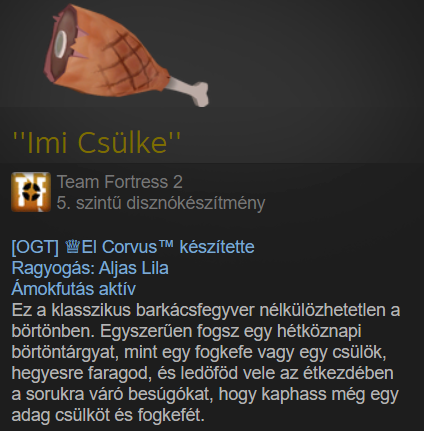 ''Imi Csülke''
Team Fortress 2
5. szintű disznókészítmény
[OGT] ♕El Corvus™ készítette
Ragyogás: Aljas Lila
Ámokfutás aktív
Ez a klasszikus barkácsfegyver nélkülözhetetlen a
börtönben. Egyszerűen fogsz egy hétköznapi
börtöntárgyat, mint egy fogkefe vagy egy csülök,
hegyesre faragod, és ledöföd vele az étkezdében
a sorukra váró besúgókat, hogy kaphass még egy
adag csülköt és fogkefét.